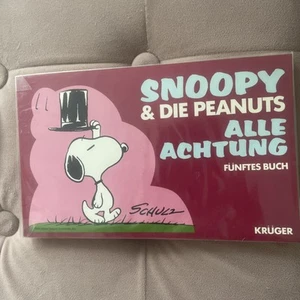 SNOOPY
& DIE PEANUTS
ALLE
ACHTUNG
FÜNFTES BUCH
SCHULZ
KRÜGER